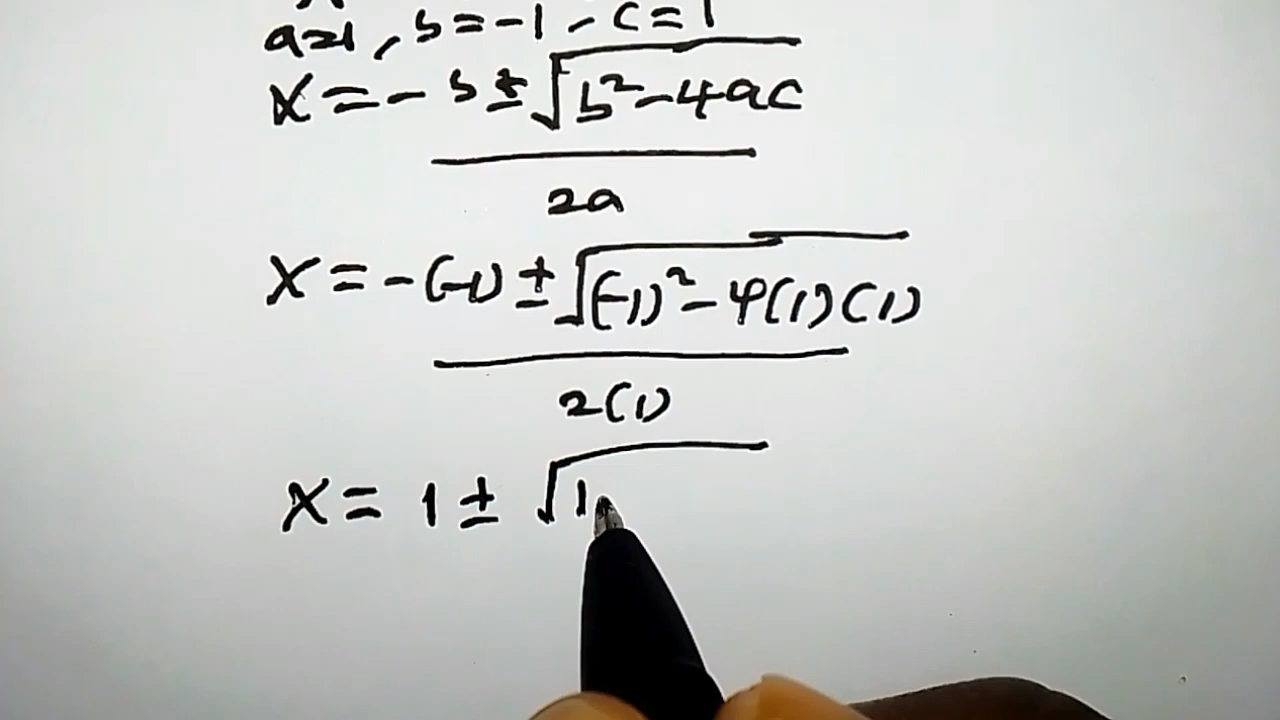 a=1, b=-1, c=1
x=-b±√b²-4ac
2a
x=-(-1)±√(-1)²-4(1)(1)
2(1)
x=1±√1